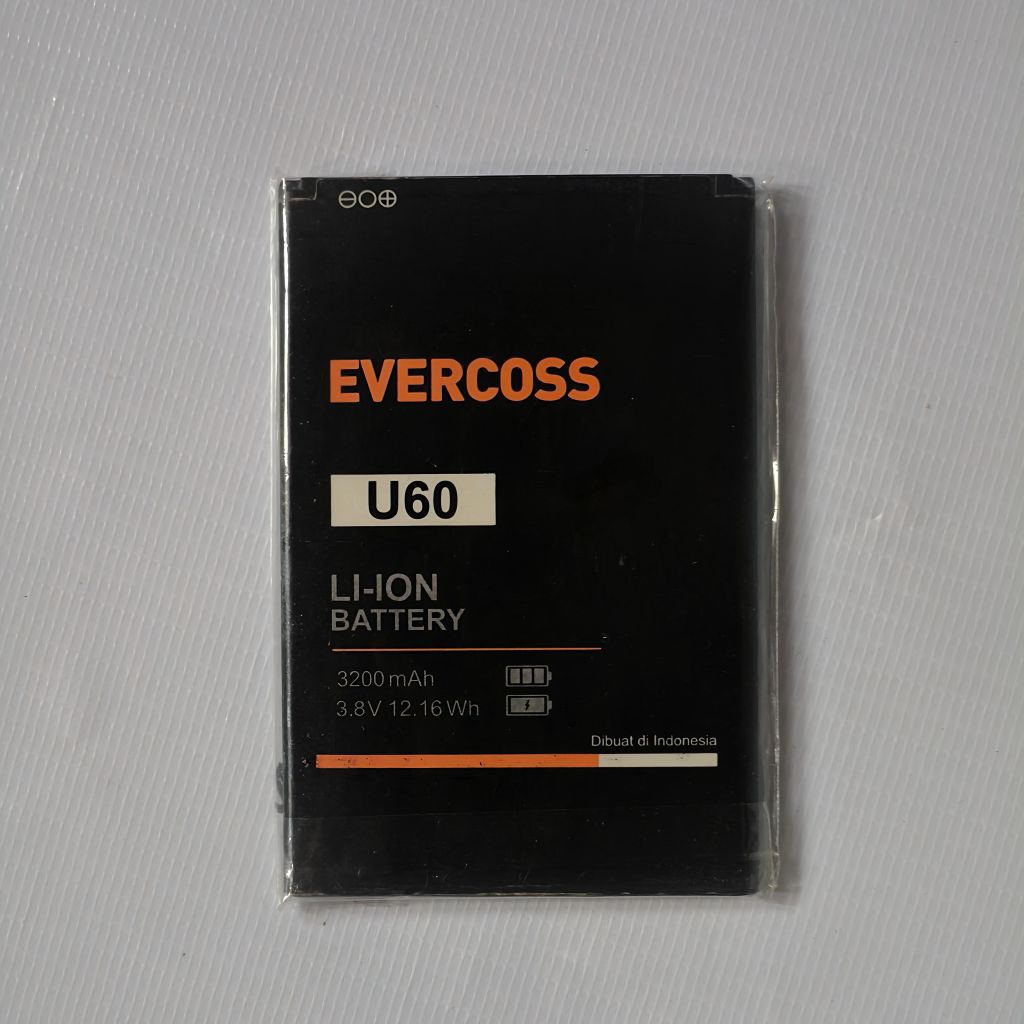 ⊖○⊕
EVERCOSS
U60
LI-ION
BATTERY
3200 mAh
3.8V 12.16 Wh
Dibuat di Indonesia